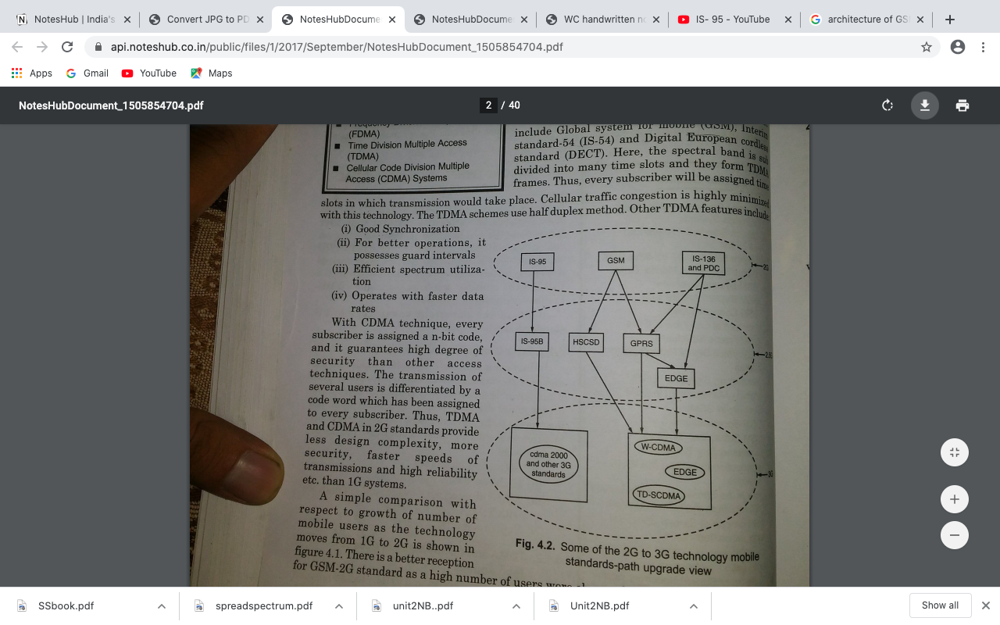 NotesHub | India's
Convert JPG to PD
NotesHubDocume
NotesHubDocume
WC handwritten n
IS- 95 - YouTube
architecture of GS
api.noteshub.co.in/public/files/1/2017/September/NotesHubDocument_1505854704.pdf
Apps
Gmail
YouTube
Maps
NotesHubDocument_1505854704.pdf
2 / 40
(FDMA)
■ Time Division Multiple Access
(TDMA)
■ Cellular Code Division Multiple
Access (CDMA) Systems
include Global system for mobile (GSM), Interim
standard-54 (IS-54) and Digital European cordless
standard (DECT). Here, the spectral band is sub
divided into many time slots and they form TDMA
frames. Thus, every subscriber will be assigned time
slots in which transmission would take place. Cellular traffic congestion is highly minimized
with this technology. The TDMA schemes use half duplex method. Other TDMA features include
(i) Good Synchronization
(ii) For better operations, it
possesses guard intervals
(iii) Efficient spectrum utiliza-
tion
(iv) Operates with faster data
rates
With CDMA technique, every
subscriber is assigned a n-bit code,
and it guarantees high degree of
security than other access
techniques. The transmission of
several users is differentiated by a
code word which has been assigned
to every subscriber. Thus, TDMA
and CDMA in 2G standards provide
less design complexity, more
security, faster speeds of
transmissions and high reliability
etc. than 1G systems.
A simple comparison with
respect to growth of number of
mobile users as the technology
moves from 1G to 2G is shown in
figure 4.1. There is a better reception
for GSM-2G standard as a high number of users were
IS-95
GSM
IS-136
and PDC
2G
IS-95B
HSCSD
GPRS
EDGE
cdma 2000
and other 3G
standards
W-CDMA
EDGE
TD-SCDMA
3G
Fig. 4.2. Some of the 2G to 3G technology mobile
standards-path upgrade view
SSbook.pdf
spreadspectrum.pdf
unit2NB..pdf
Unit2NB.pdf
Show all